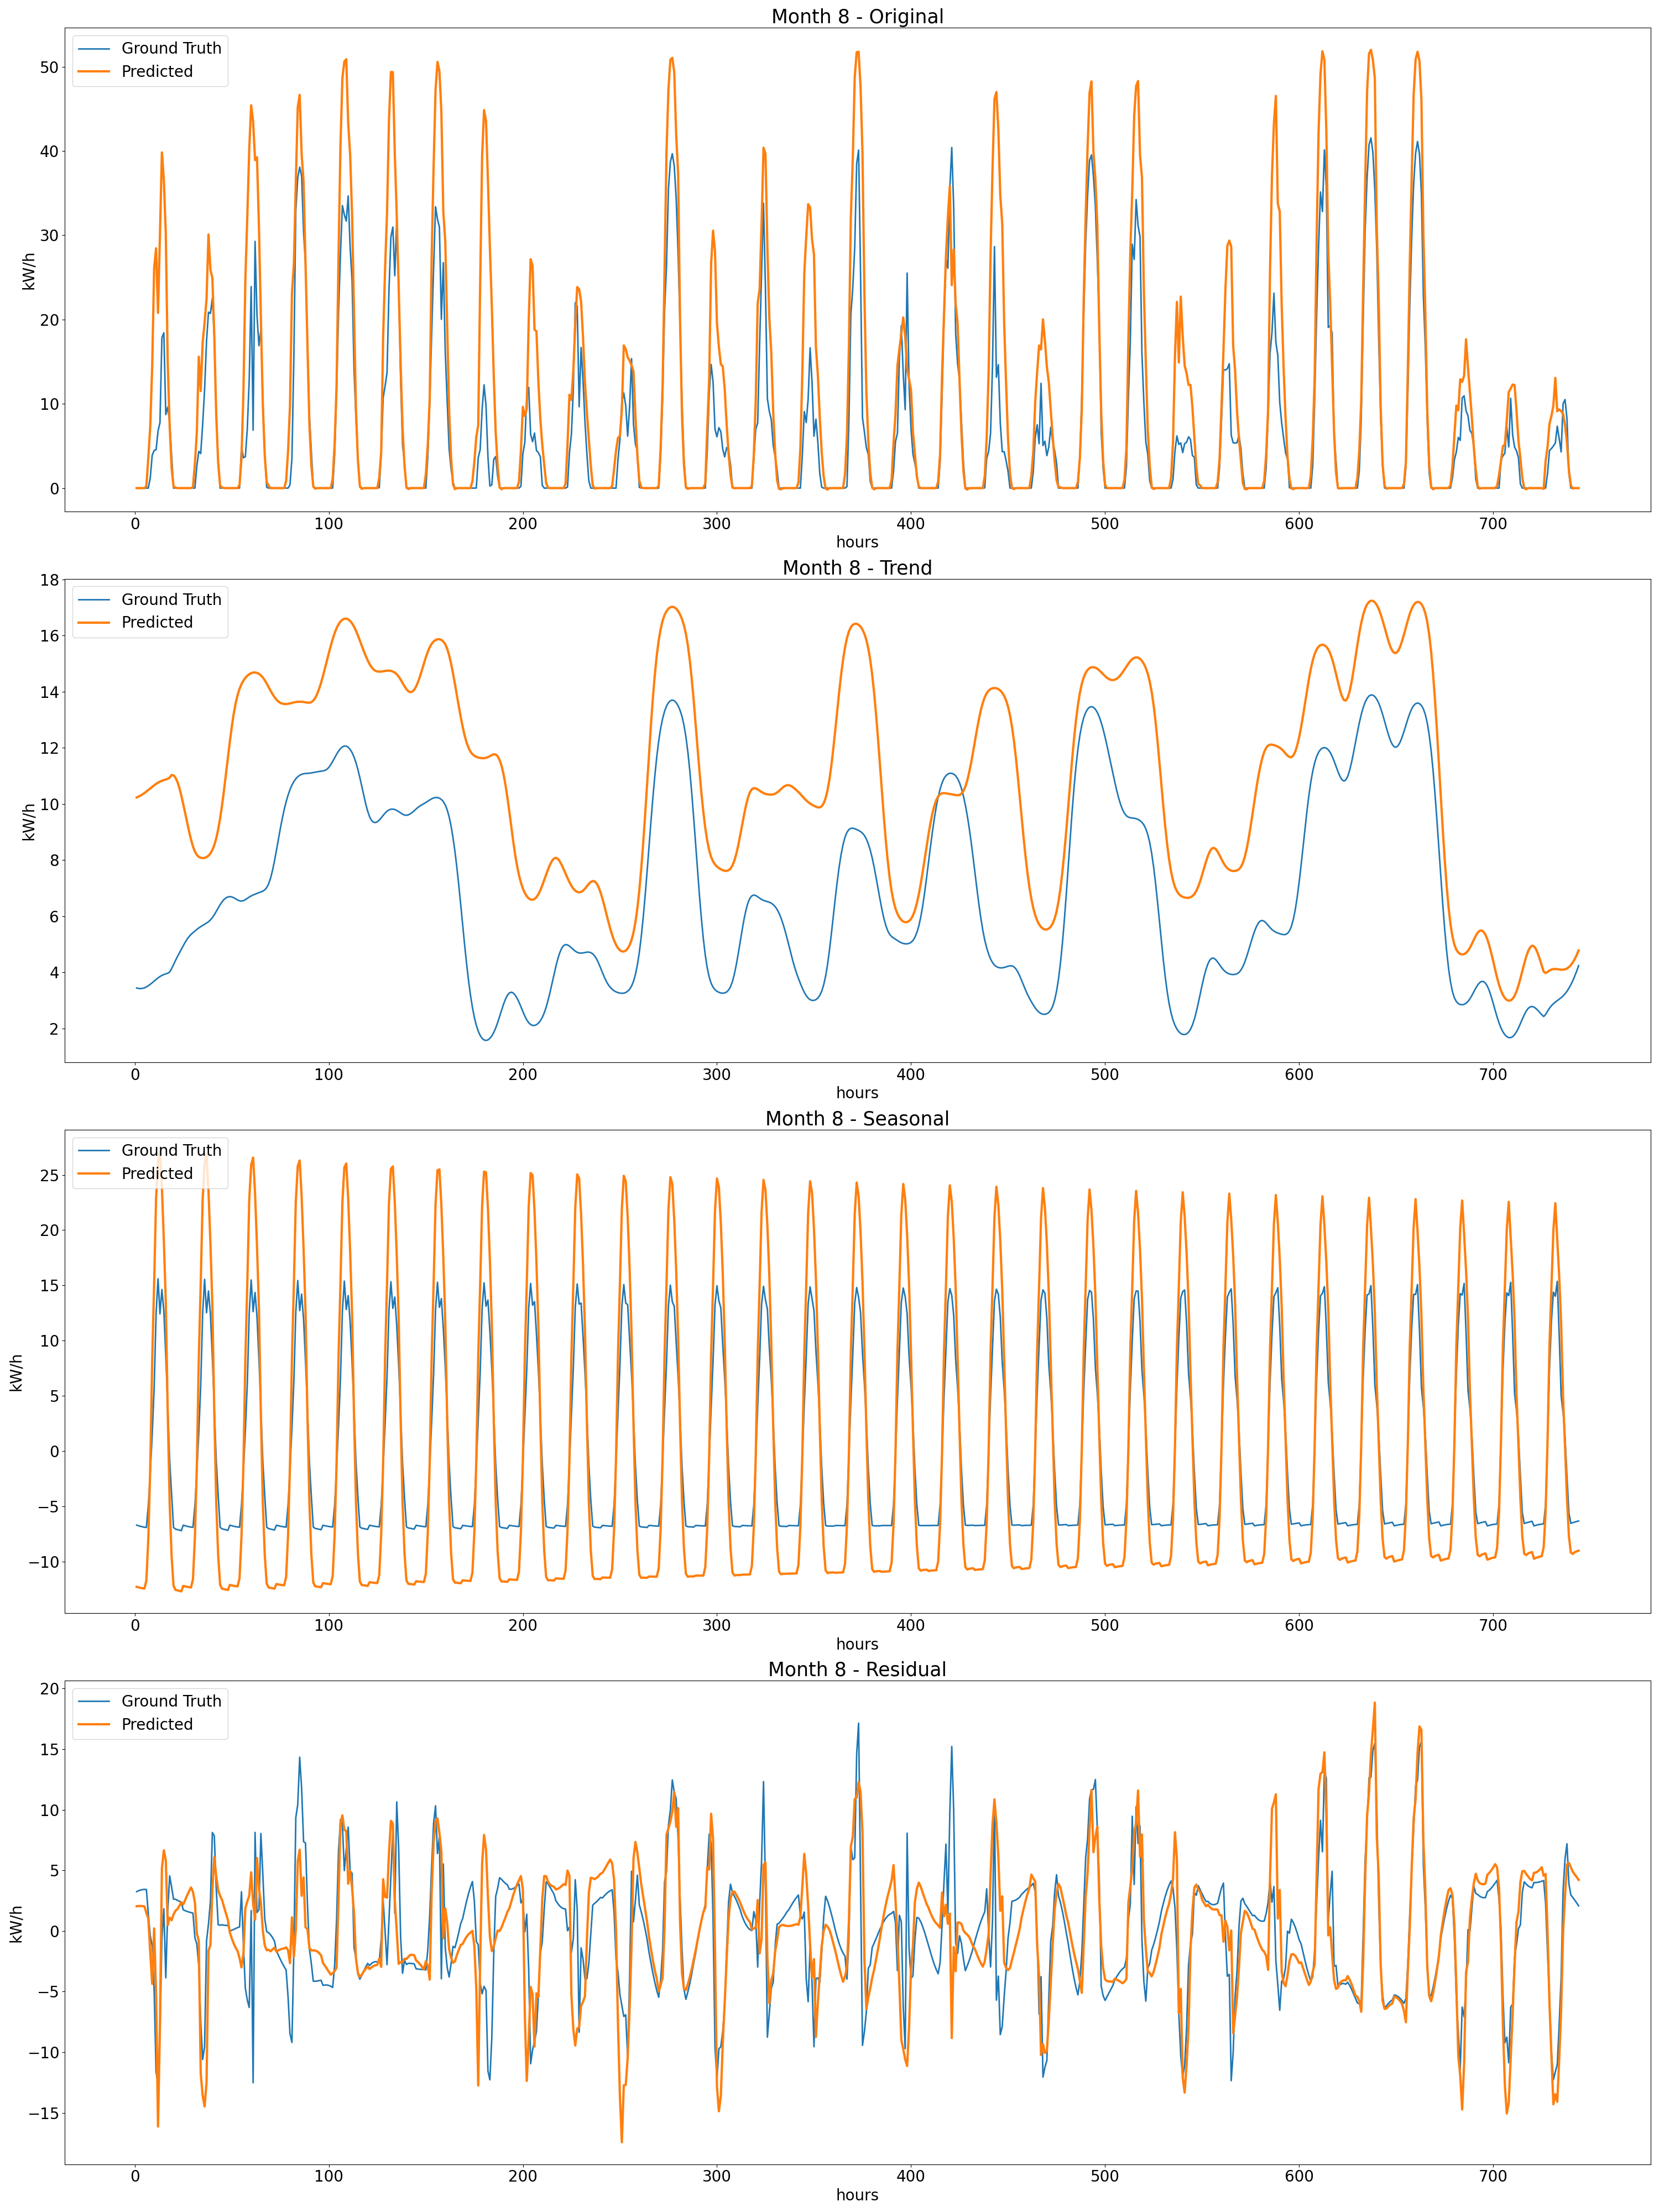 Month 8 - Original
Ground Truth
Predicted
kW/h
50
40
30
20
10
0
0 100 200 300 400 500 600 700
hours
Month 8 - Trend
Ground Truth
Predicted
kW/h
18
16
14
12
10
8
6
4
2
0 100 200 300 400 500 600 700
hours
Month 8 - Seasonal
Ground Truth
Predicted
kW/h
25
20
15
10
5
0
−5
−10
0 100 200 300 400 500 600 700
hours
Month 8 - Residual
Ground Truth
Predicted
kW/h
20
15
10
5
0
−5
−10
−15
0 100 200 300 400 500 600 700
hours